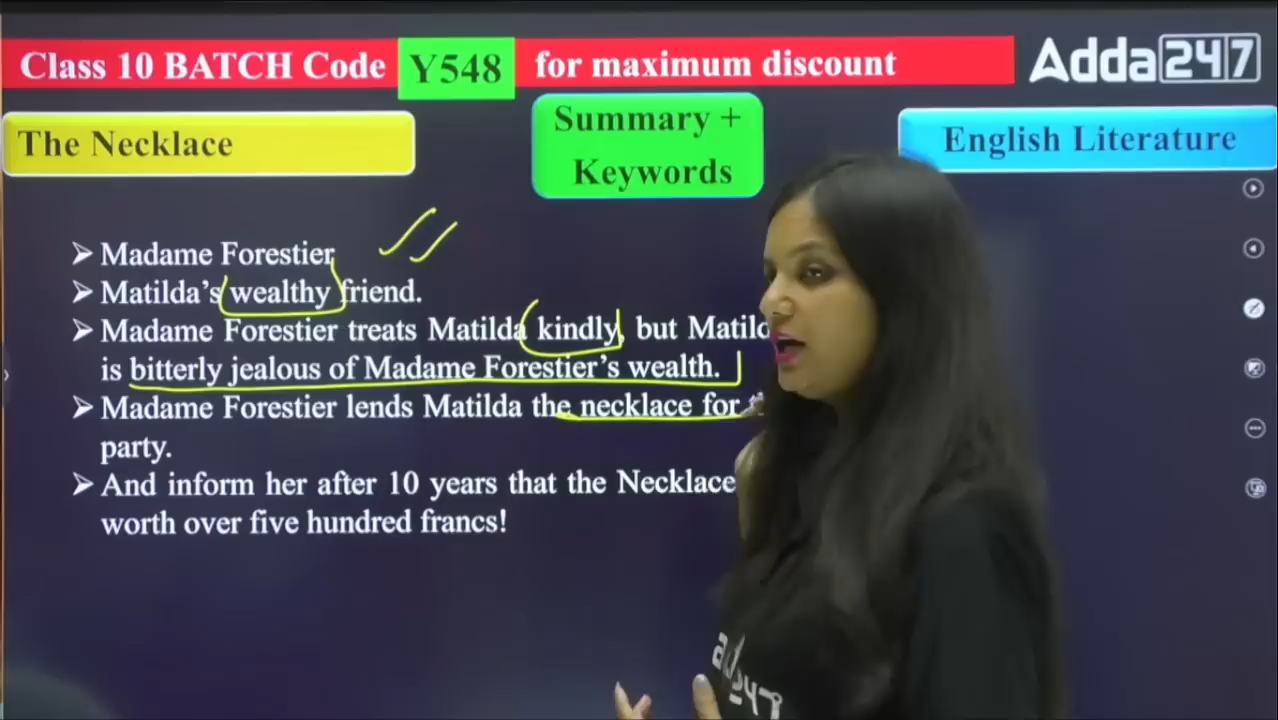 Class 10 BATCH Code Y548 for maximum discount
Adda247
The Necklace
Summary +
Keywords
English Literature
➢ Madame Forestier
➢ Matilda's wealthy friend.
➢ Madame Forestier treats Matilda kindly, but
is bitterly jealous of Madame Forestier's wealth.
➢ Madame Forestier lends Matilda the necklace for
party.
➢ And inform her after 10 years that the Necklace
worth over five hundred francs!